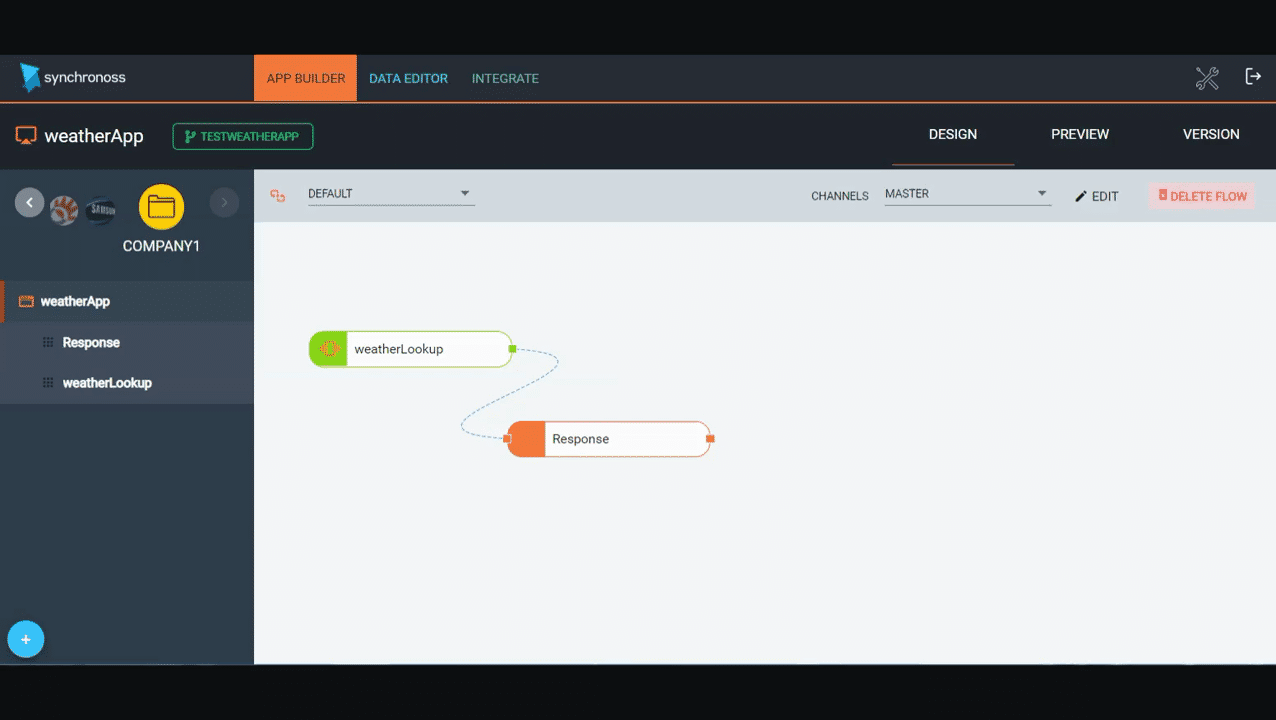 synchronoss
APP BUILDER
DATA EDITOR
INTEGRATE
weatherApp
TESTWEATHERAPP
DESIGN
PREVIEW
VERSION
SAMSUNG
COMPANY1
DEFAULT
CHANNELS
MASTER
EDIT
DELETE FLOW
weatherApp
Response
weatherLookup
weatherLookup
Response
+